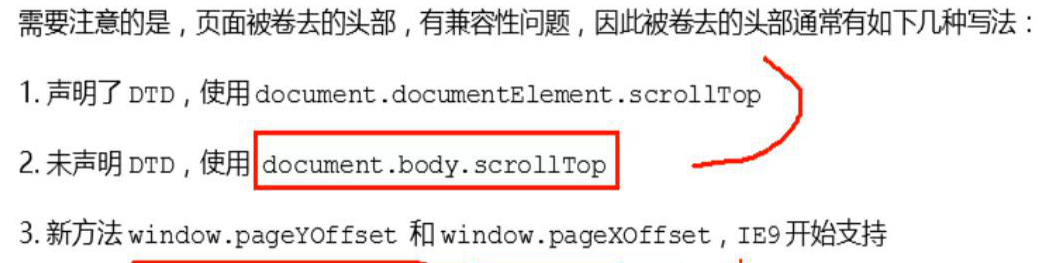 需要注意的是，页面被卷去的头部，有兼容性问题，因此被卷去的头部通常有如下几种写法：
1. 声明了 DTD，使用 document.documentElement.scrollTop
2. 未声明 DTD，使用 document.body.scrollTop
3. 新方法 window.pageYOffset 和 window.pageXOffset，IE9 开始支持